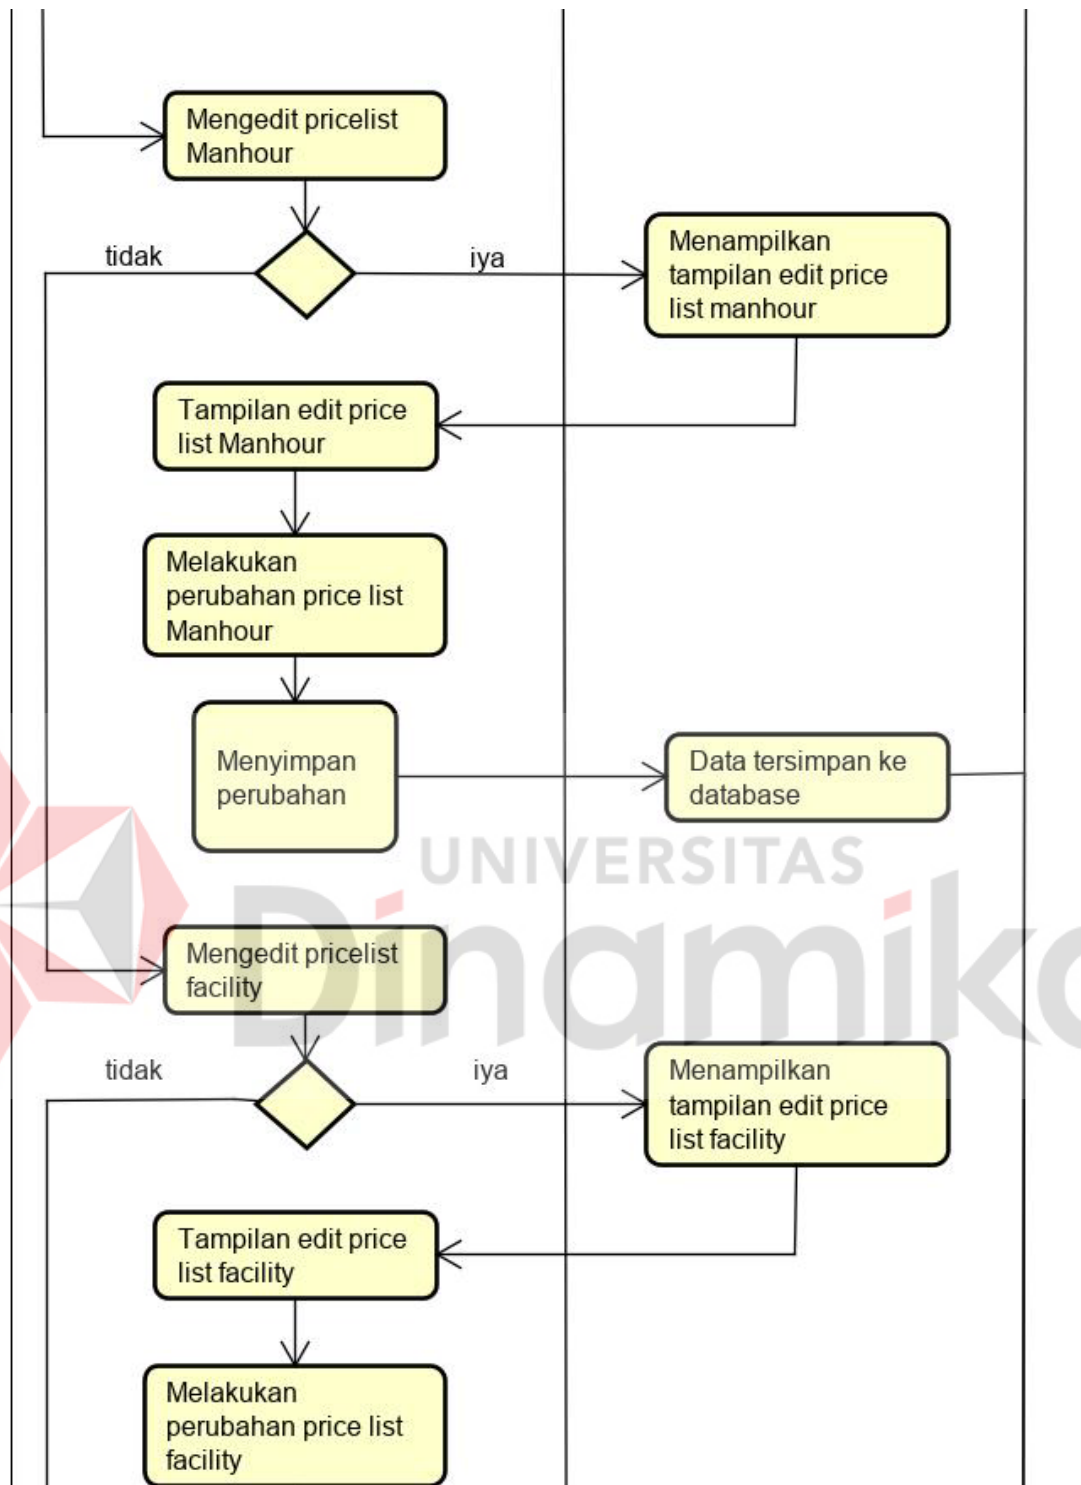 Mengedit pricelist
Manhour
tidak
iya
Menampilkan
tampilan edit price
list manhour
Tampilan edit price
list Manhour
Melakukan
perubahan price list
Manhour
Menyimpan
perubahan
Data tersimpan ke
database
UNIVERSITAS
Dinamika
Mengedit pricelist
facility
tidak
iya
Menampilkan
tampilan edit price
list facility
Tampilan edit price
list facility
Melakukan
perubahan price list
facility